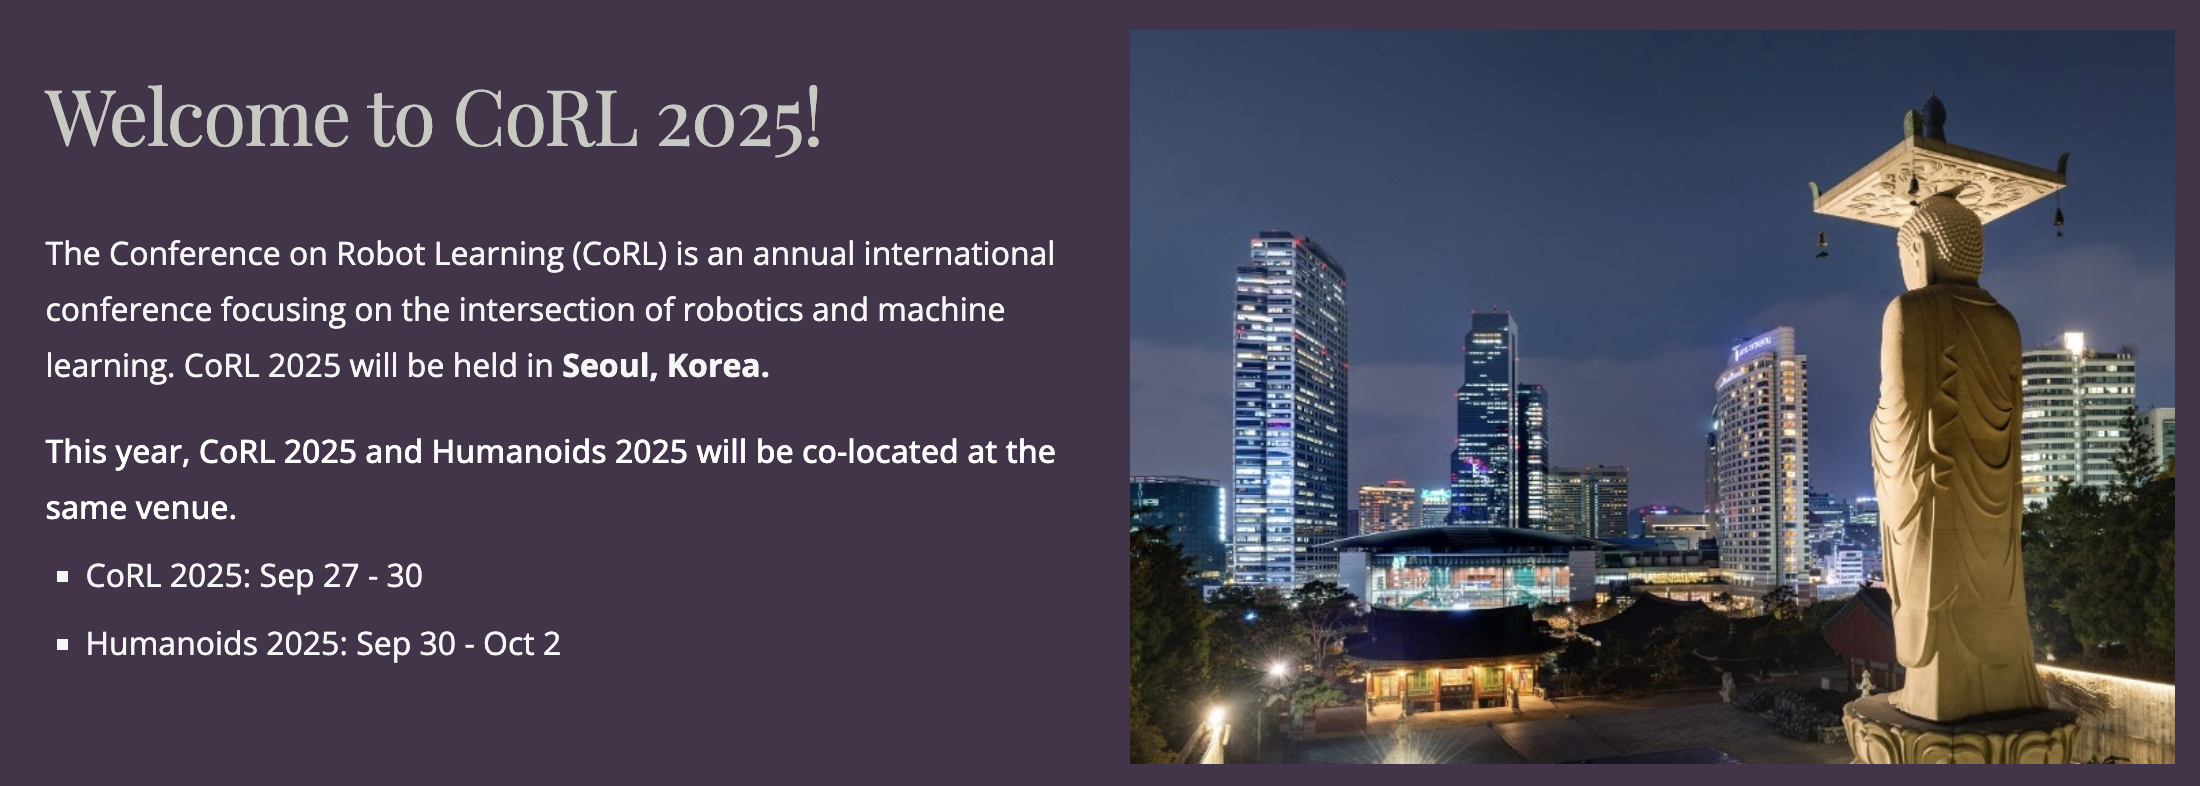 Welcome to CoRL 2025!
The Conference on Robot Learning (CoRL) is an annual international
conference focusing on the intersection of robotics and machine
learning. CoRL 2025 will be held in Seoul, Korea.
This year, CoRL 2025 and Humanoids 2025 will be co-located at the
same venue.
▪ CoRL 2025: Sep 27 - 30
▪ Humanoids 2025: Sep 30 - Oct 2